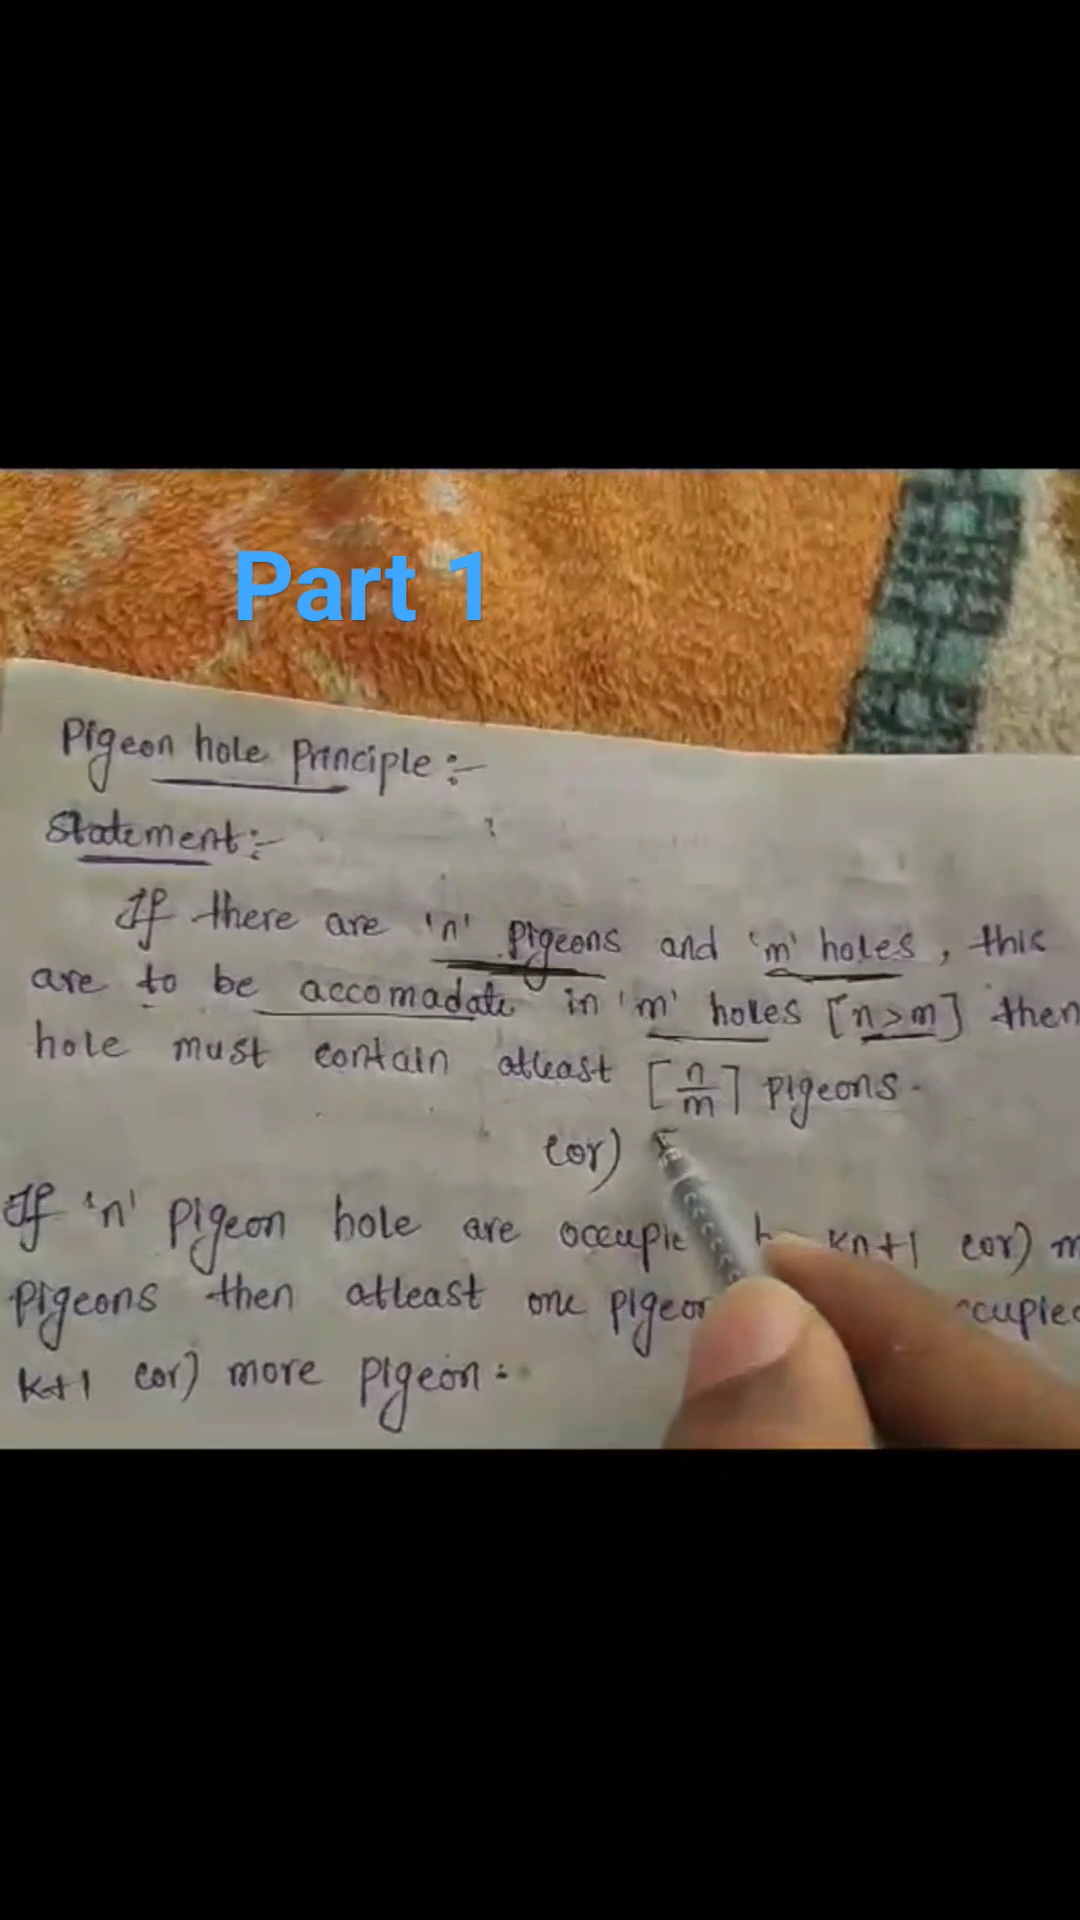 Part 1
Pigeon hole Principle :-
Statement :-
If there are 'n' pigeons and 'm' holes, this
are to be accomadate in 'm' holes [n>m] then
hole must contain atleast [n/m] pigeons.
(or)
If 'n' pigeon hole are occupie kn+1 (or) m
pigeons then atleast one pigeo ccupied
k+1 (or) more pigeon :-